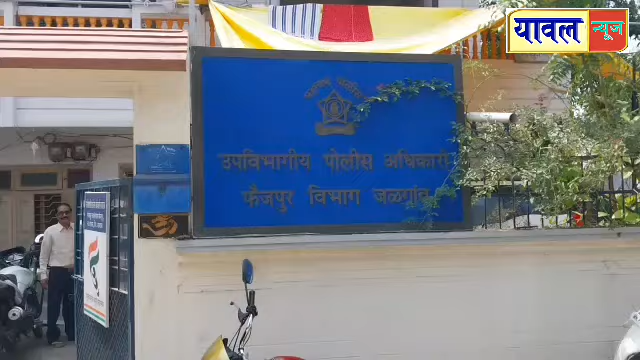 यावल न्यूज
उपविभागीय पोलीस अधिकारी
फैजपुर विभाग जळगांव